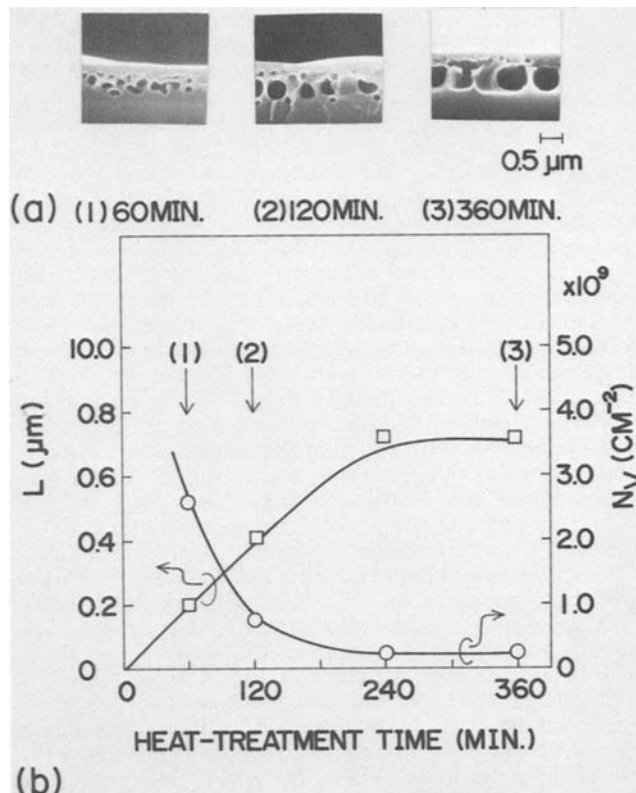 0.5 μm
(a) (1) 60MIN. (2) 120MIN. (3) 360MIN.
×10⁹
10.0 5.0
(1) (2) (3)
0.8 4.0
0.6 3.0
0.4 2.0
0.2 1.0
0 0
L (μm)
N_V (CM⁻²)
0 120 240 360
HEAT-TREATMENT TIME (MIN.)
(b)